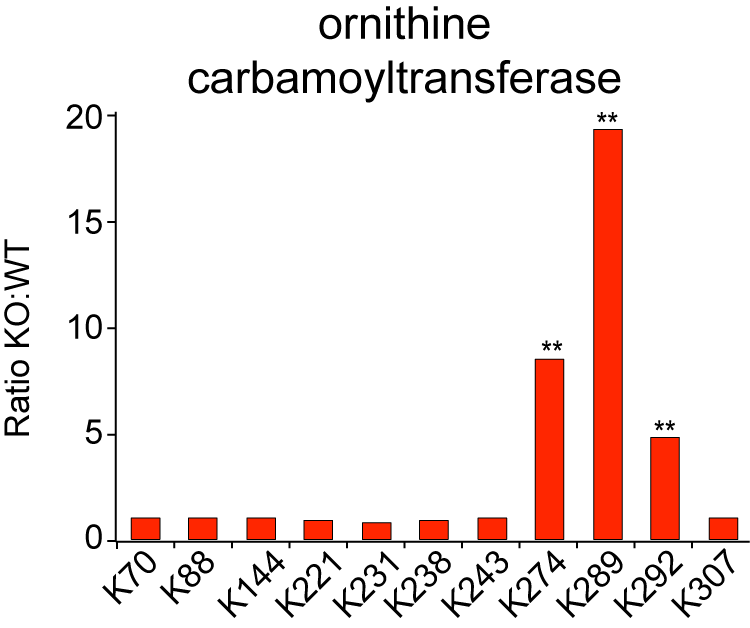 ornithine
carbamoyltransferase
Ratio KO:WT
20
15
10
5
0
**
**
**
K70
K88
K144
K221
K231
K238
K243
K274
K289
K292
K307